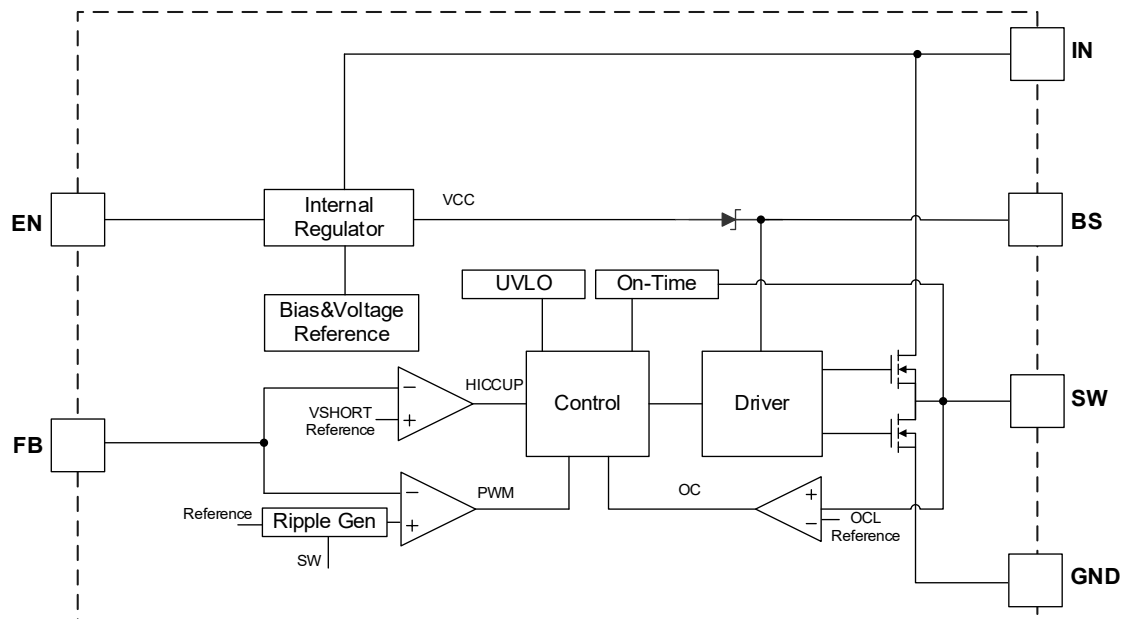 IN
EN
Internal
Regulator
VCC
BS
UVLO
On-Time
Bias&Voltage
Reference
HICCUP
VSHORT
Reference
Control
Driver
SW
FB
PWM
OC
Reference
Ripple Gen
OCL
Reference
SW
GND